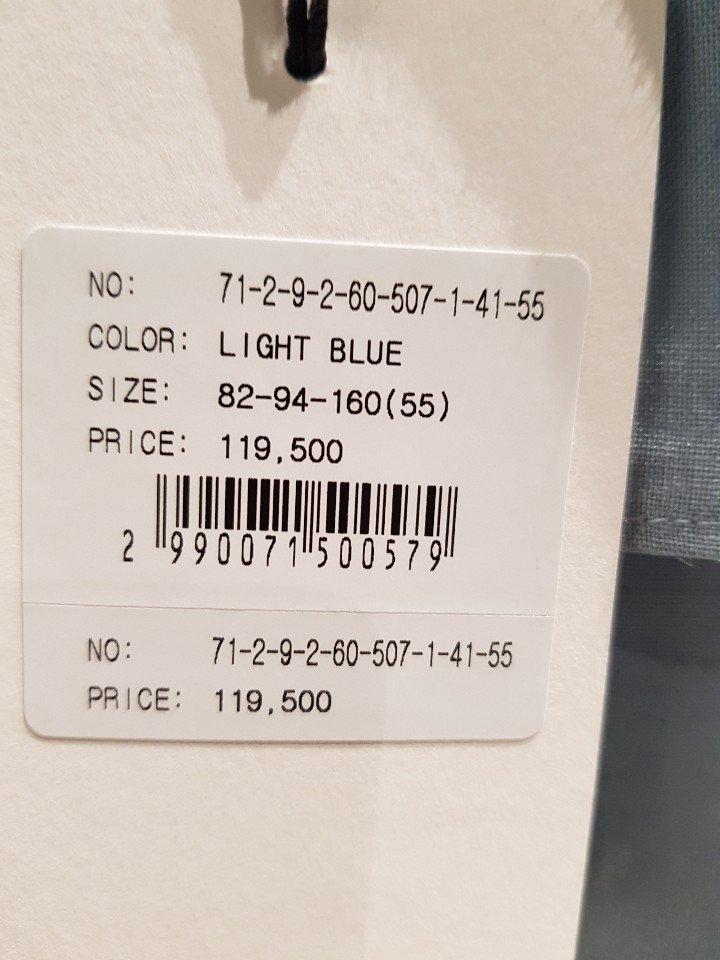 NO: 71-2-9-2-60-507-1-41-55
COLOR: LIGHT BLUE
SIZE: 82-94-160(55)
PRICE: 119,500
2 990071 500579
NO: 71-2-9-2-60-507-1-41-55
PRICE: 119,500